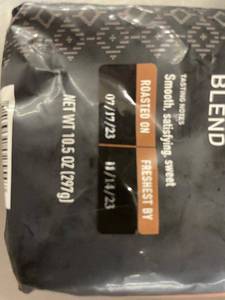 BLEND
TASTING NOTES
Smooth, satisfying, sweet
ROASTED ON
FRESHEST BY
07/17/23
11/14/23
NET WT 10.5 OZ (297g)